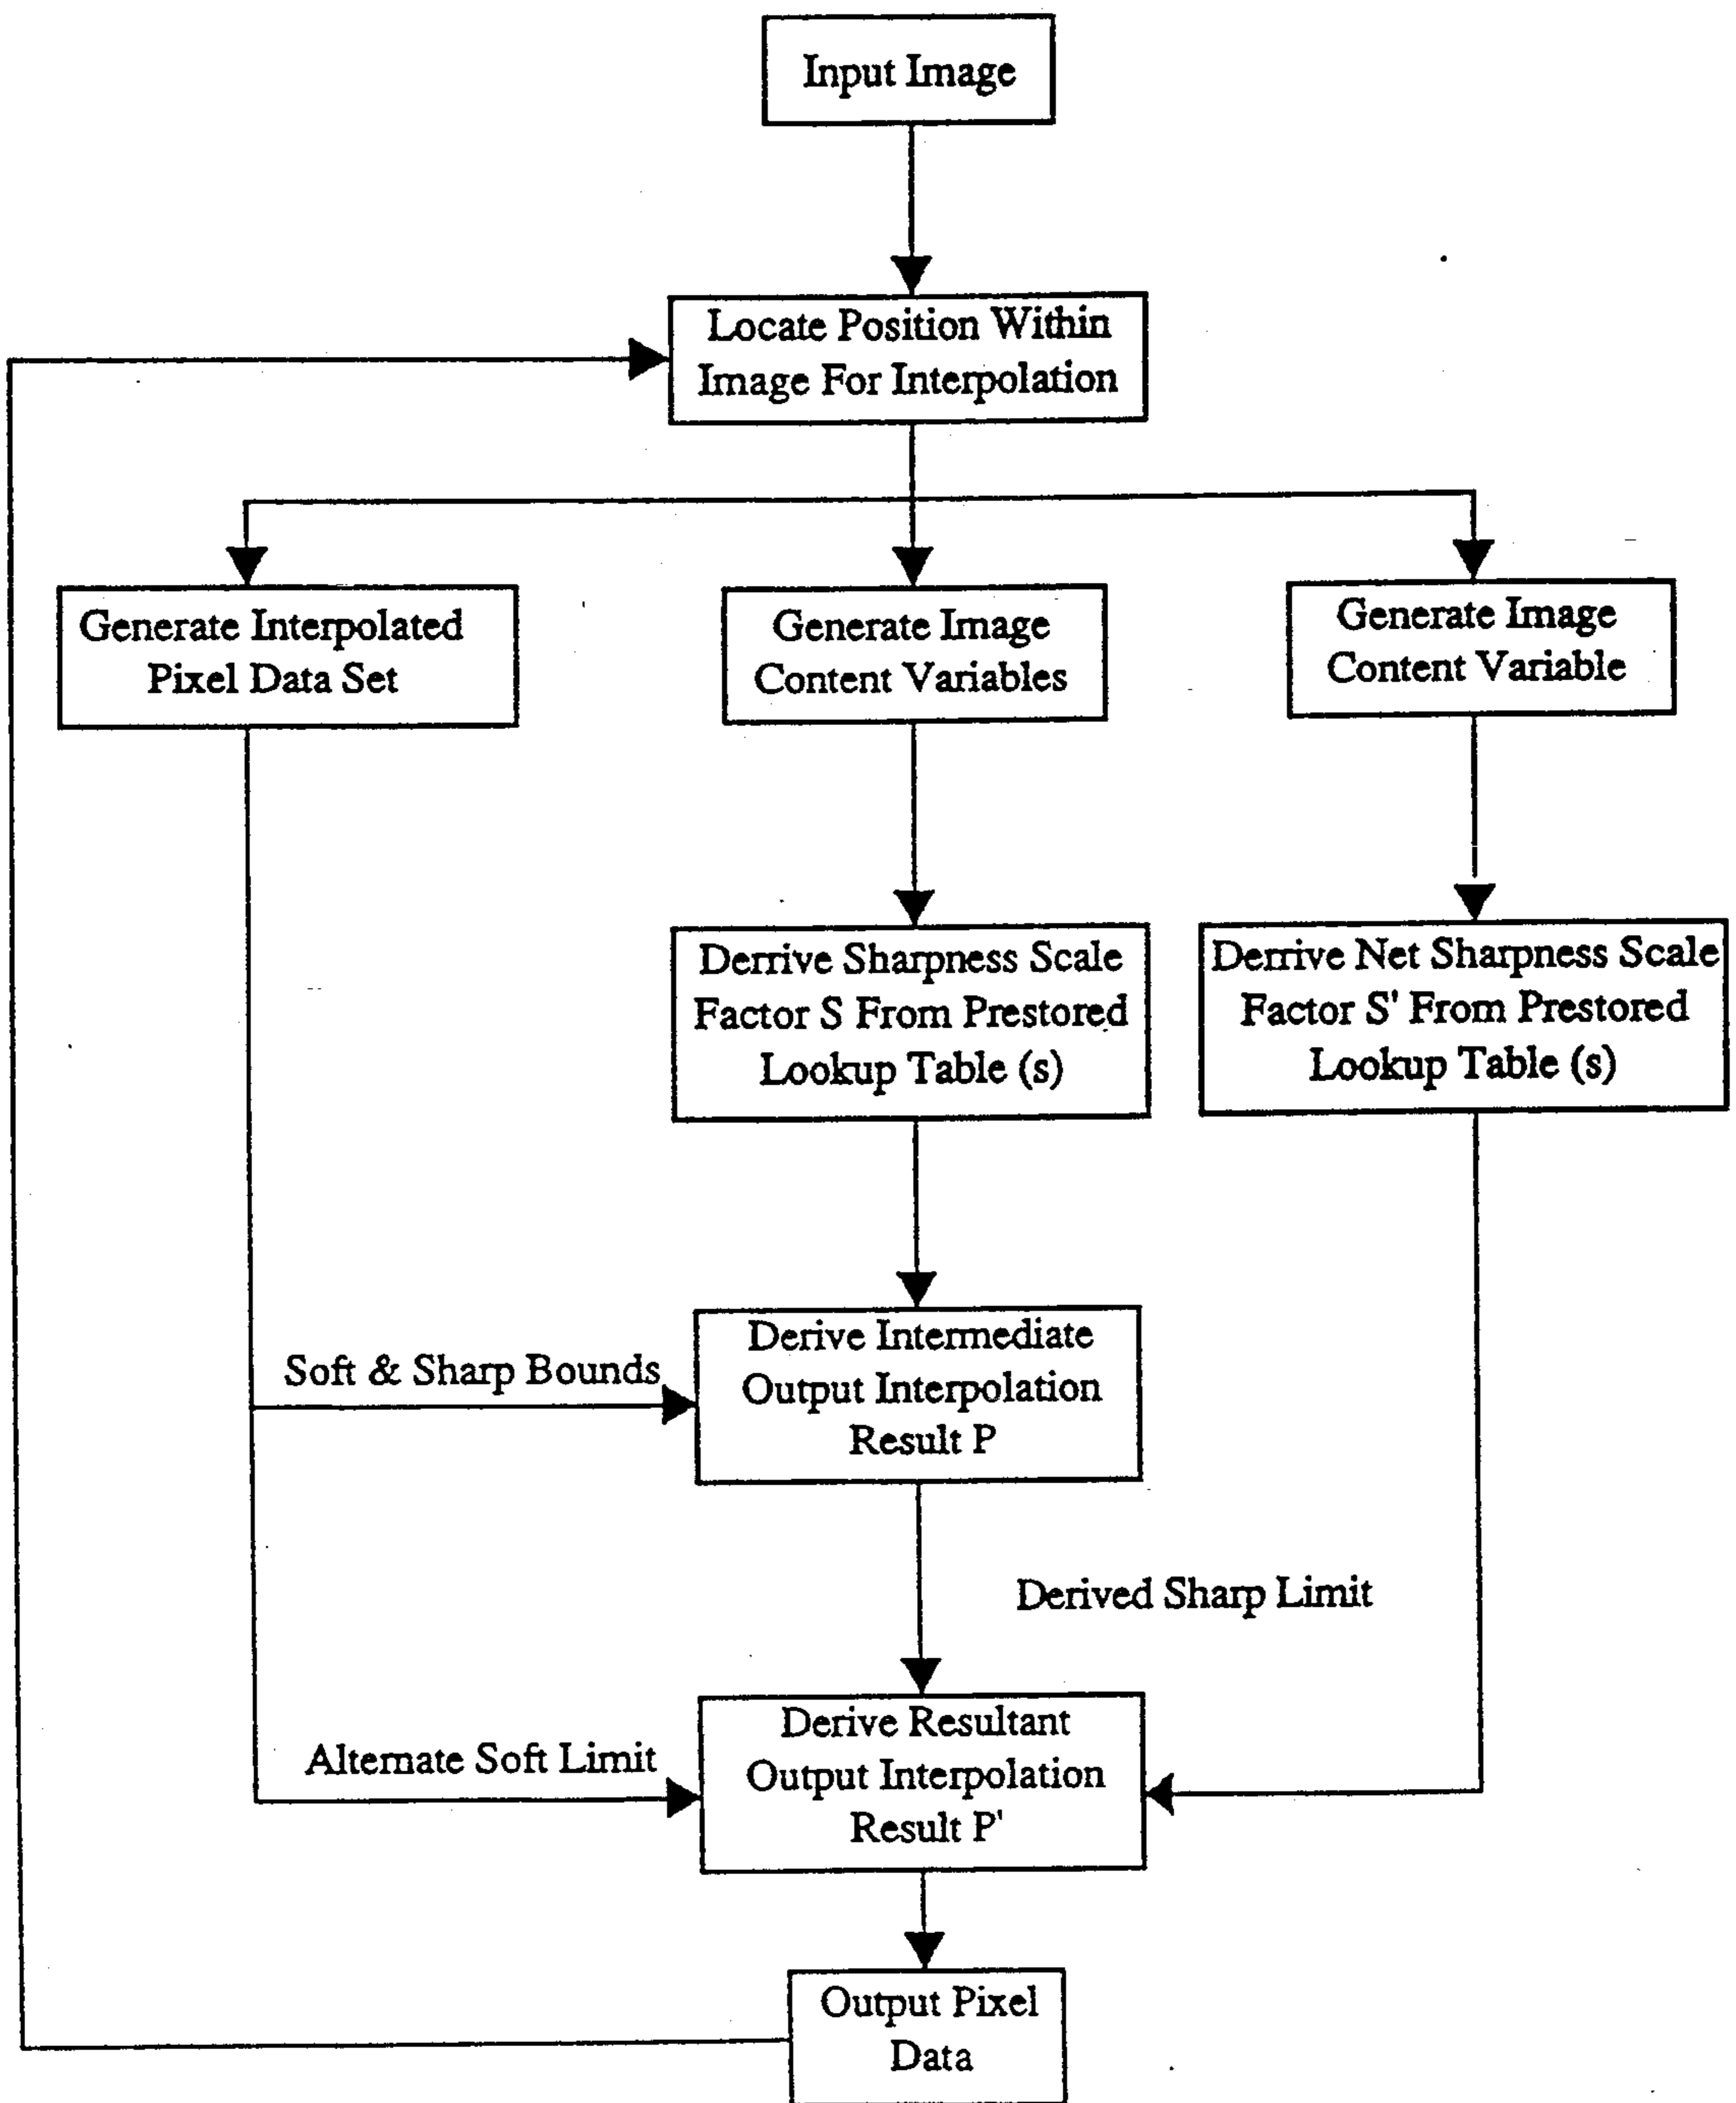 Input Image
Locate Position Within
Image For Interpolation
Generate Interpolated
Pixel Data Set
Generate Image
Content Variables
Generate Image
Content Variable
Derrive Sharpness Scale
Factor S From Prestored
Lookup Table (s)
Derrive Net Sharpness Scale
Factor S' From Prestored
Lookup Table (s)
Soft & Sharp Bounds
Derive Intermediate
Output Interpolation
Result P
Derived Sharp Limit
Alternate Soft Limit
Derive Resultant
Output Interpolation
Result P'
Output Pixel
Data